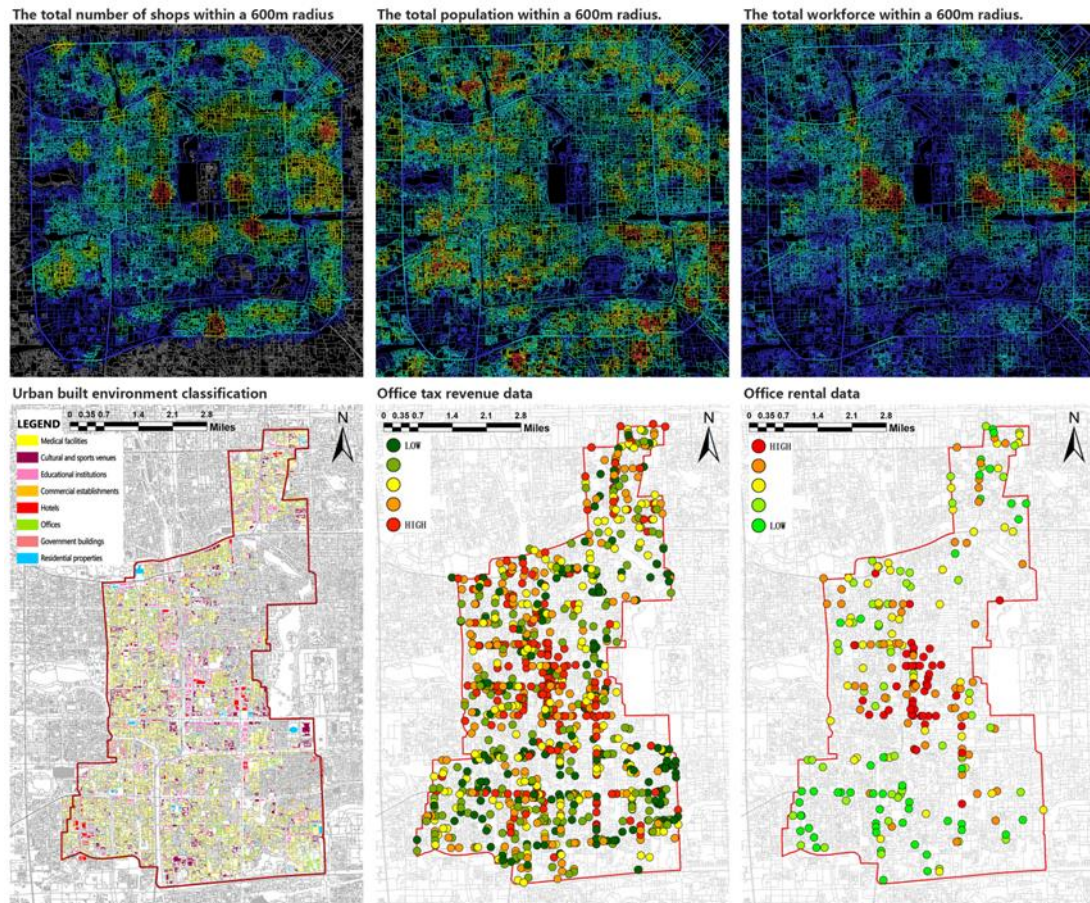 The total number of shops within a 600m radius
The total population within a 600m radius.
The total workforce within a 600m radius.
Urban built environment classification
0 0.35 0.7 1.4 2.1 2.8
Miles
N
LEGEND
Medical facilities
Cultural and sports venues
Educational institutions
Commercial establishments
Hotels
Offices
Government buildings
Residential properties
Office tax revenue data
0 0.35 0.7 1.4 2.1 2.8
Miles
N
LOW
HIGH
Office rental data
0 0.35 0.7 1.4 2.1 2.8
Miles
N
HIGH
LOW